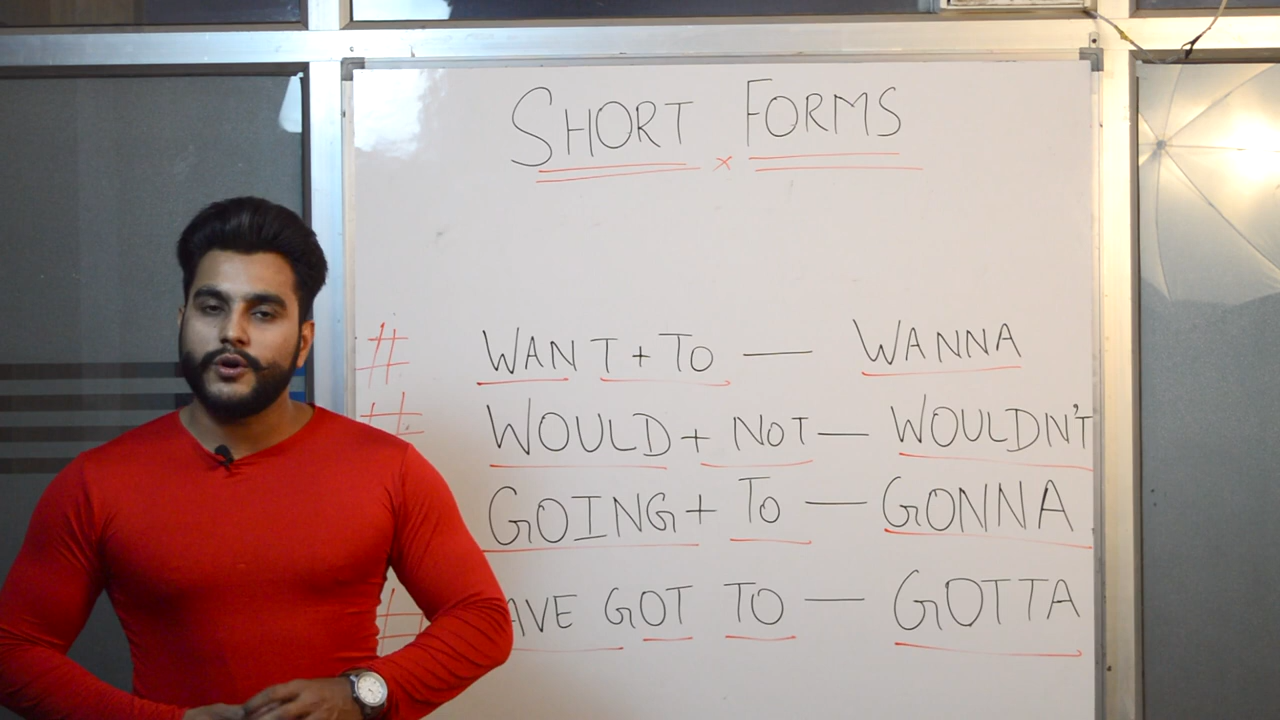 SHORT FORMS
# WANT + TO — WANNA
# WOULD + NOT — WOULDN'T
GOING + TO — GONNA
# AVE GOT TO — GOTTA